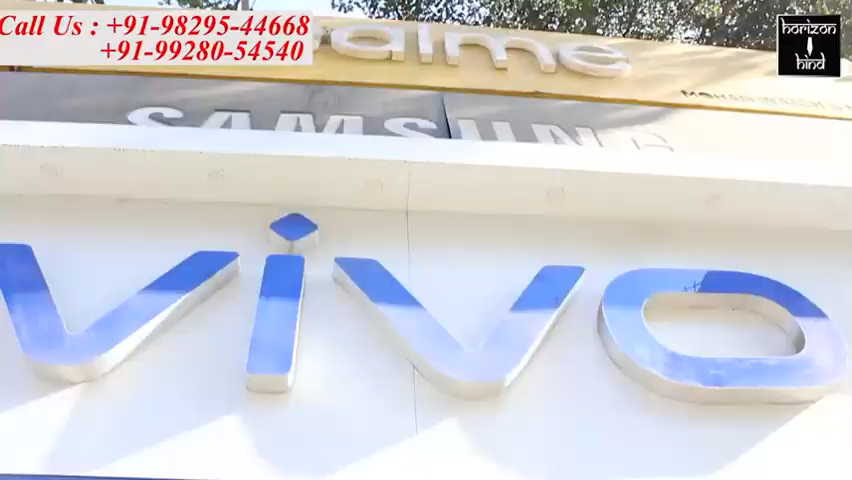 Call Us : +91-98295-44668
+91-99280-54540
horizon
hind
realme
SAMSUNG
vivo